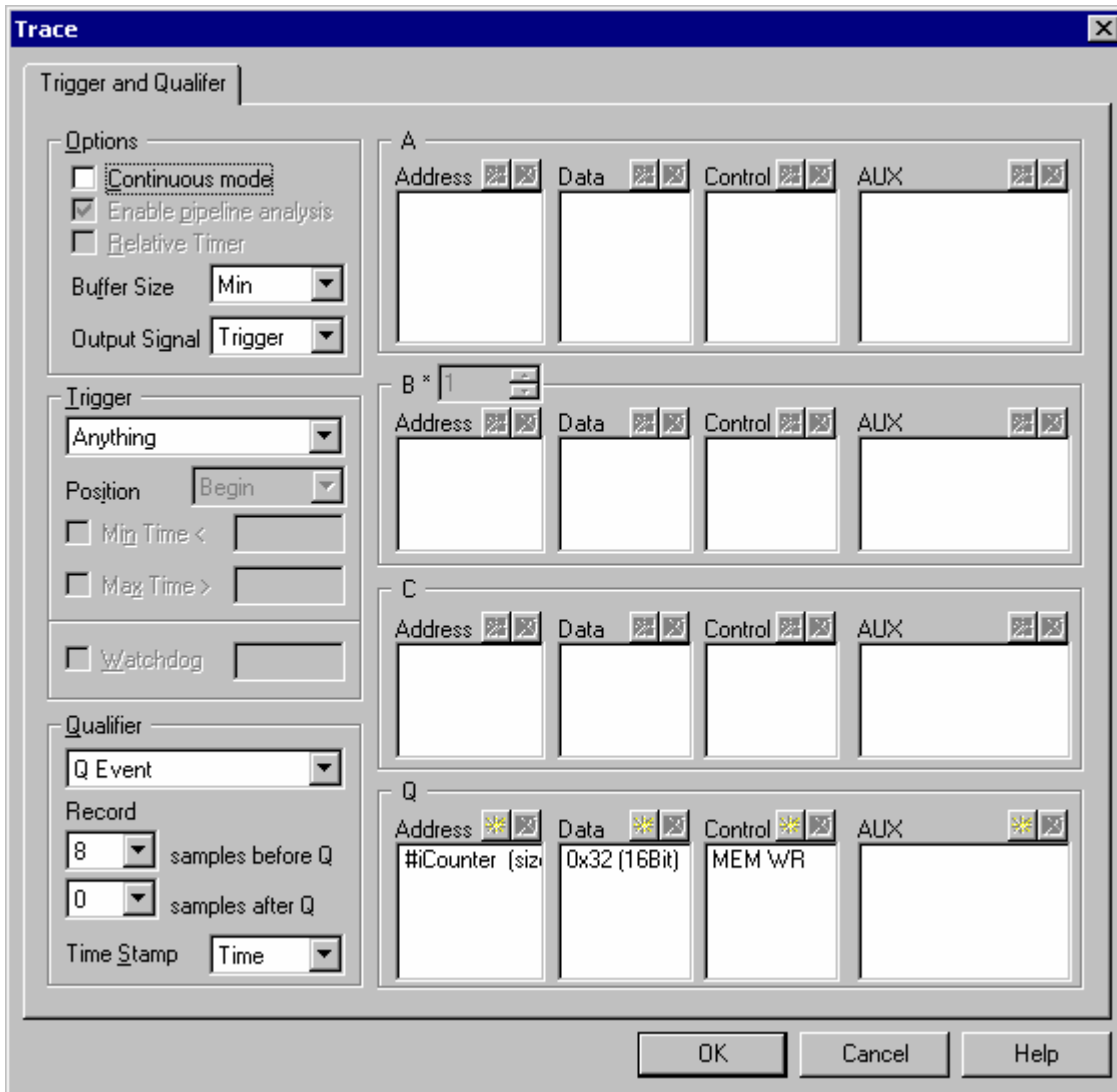 Trace
Trigger and Qualifer
Options
Continuous mode
Enable pipeline analysis
Relative Timer
Buffer Size Min
Output Signal Trigger
Trigger
Anything
Position Begin
Min Time <
Max Time >
Watchdog
Qualifier
Q Event
Record
8 samples before Q
0 samples after Q
Time Stamp Time
A
Address Data Control AUX
B * 1
Address Data Control AUX
C
Address Data Control AUX
Q
Address Data Control AUX
#iCounter (size 0x32 (16Bit) MEM WR
OK Cancel Help